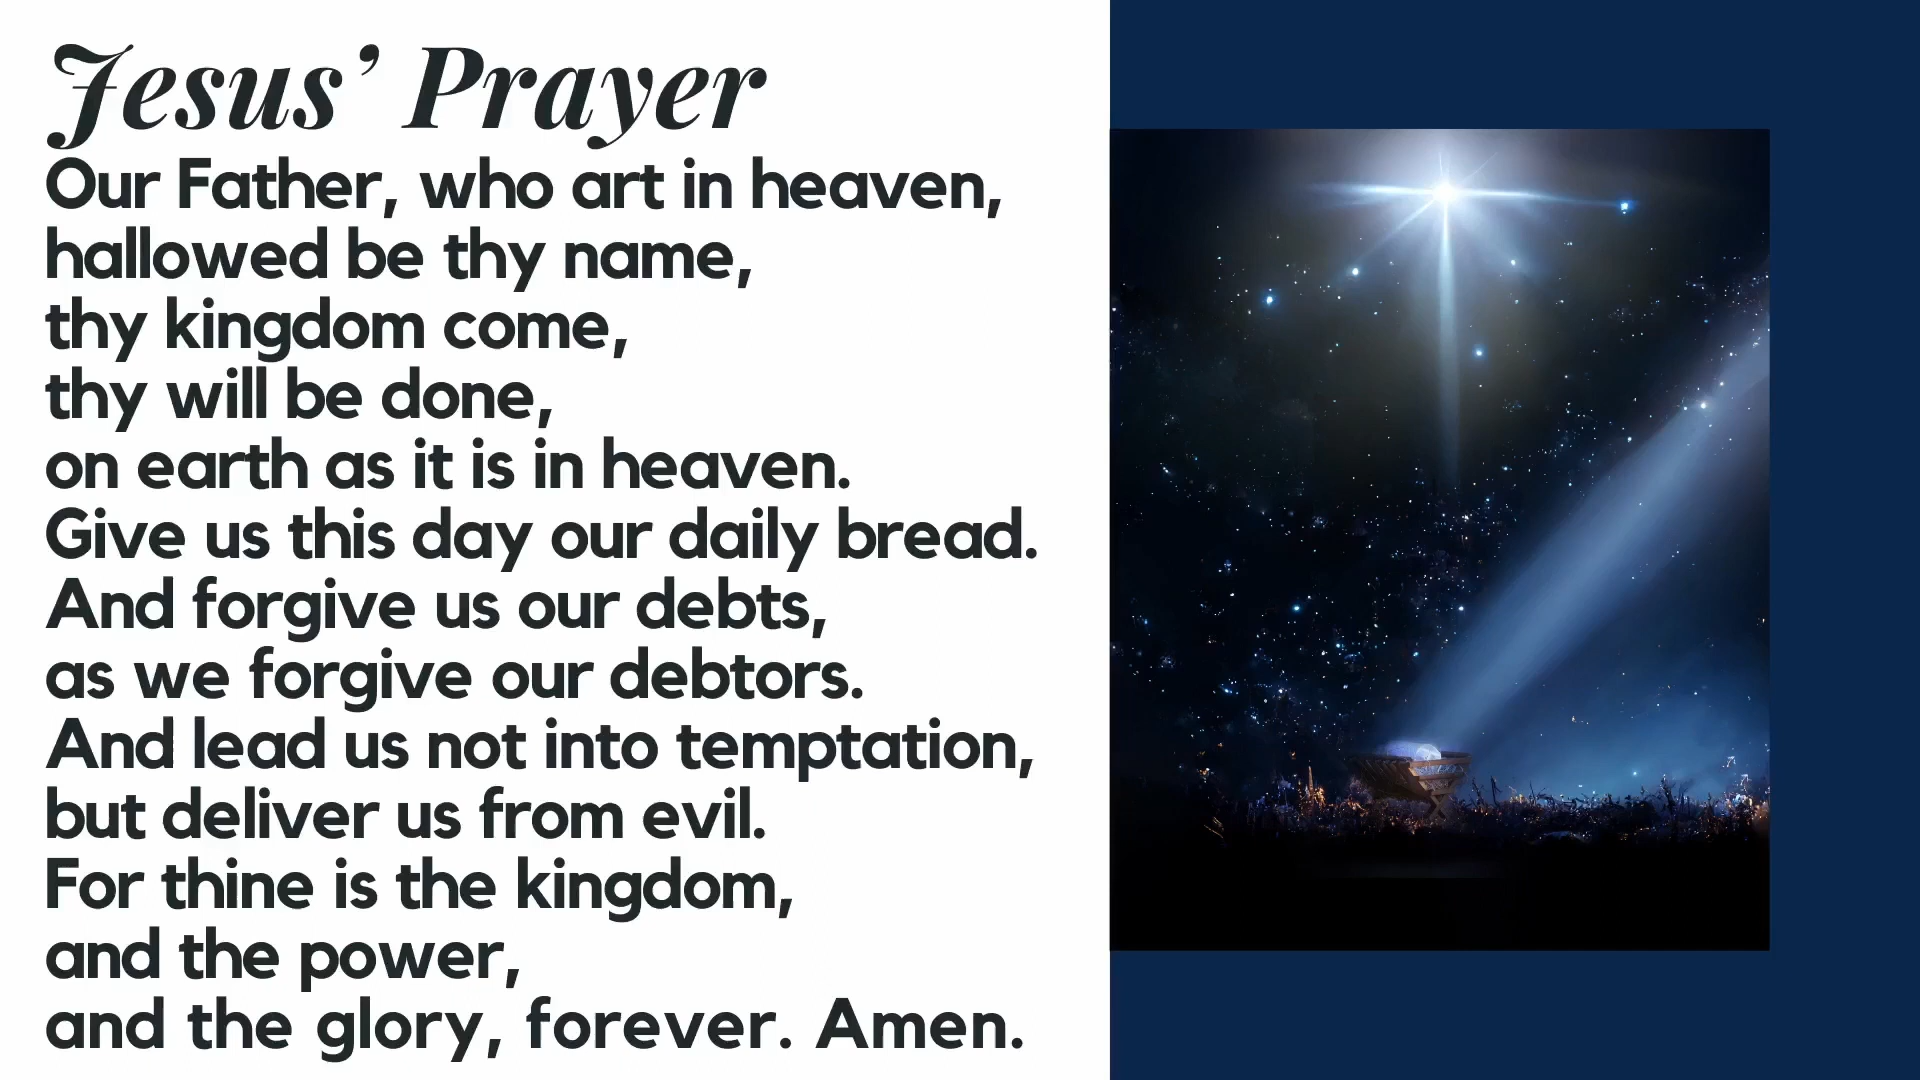 Jesus’ Prayer
Our Father, who art in heaven,
hallowed be thy name,
thy kingdom come,
thy will be done,
on earth as it is in heaven.
Give us this day our daily bread.
And forgive us our debts,
as we forgive our debtors.
And lead us not into temptation,
but deliver us from evil.
For thine is the kingdom,
and the power,
and the glory, forever. Amen.